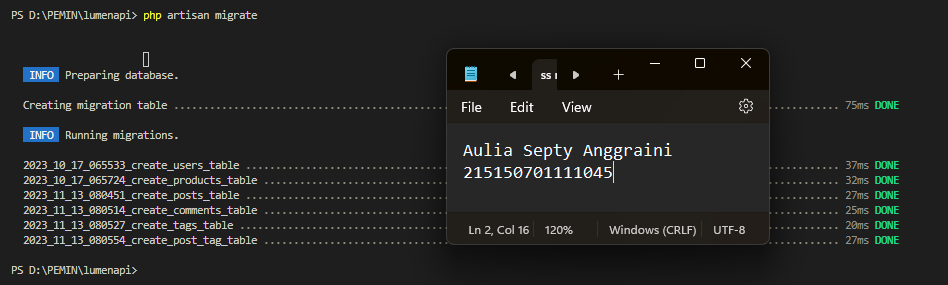 PS D:\PEMIN\lumenapi> php artisan migrate
INFO Preparing database.
Creating migration table ........................................ 75ms DONE
INFO Running migrations.
2023_10_17_065533_create_users_table ........................................ 37ms DONE
2023_10_17_065724_create_products_table ........................................ 32ms DONE
2023_11_13_080451_create_posts_table ........................................ 27ms DONE
2023_11_13_080514_create_comments_table ........................................ 25ms DONE
2023_11_13_080527_create_tags_table ........................................ 20ms DONE
2023_11_13_080554_create_post_tag_table ........................................ 27ms DONE
PS D:\PEMIN\lumenapi>
ss
File Edit View
Aulia Septy Anggraini
215150701111045
Ln 2, Col 16 120% Windows (CRLF) UTF-8